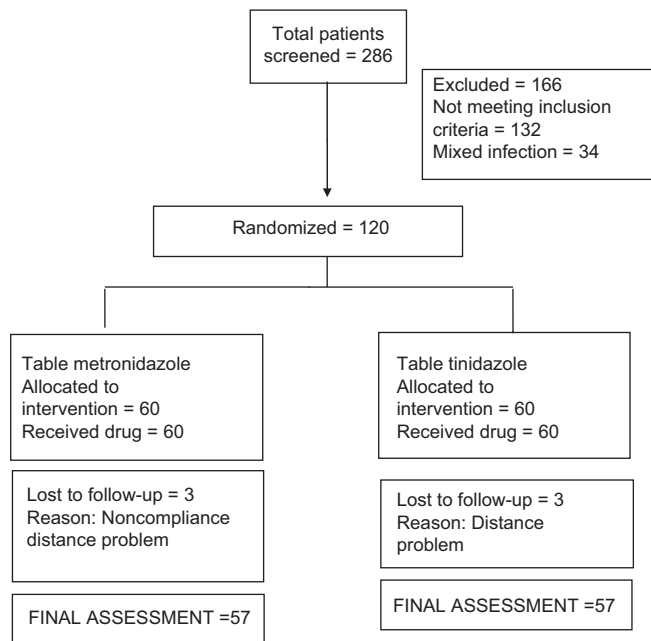 Total patients
screened = 286
Excluded = 166
Not meeting inclusion
criteria = 132
Mixed infection = 34
Randomized = 120
Table metronidazole
Allocated to
intervention = 60
Received drug = 60
Table tinidazole
Allocated to
intervention = 60
Received drug = 60
Lost to follow-up = 3
Reason: Noncompliance
distance problem
Lost to follow-up = 3
Reason: Distance
problem
FINAL ASSESSMENT =57
FINAL ASSESSMENT =57